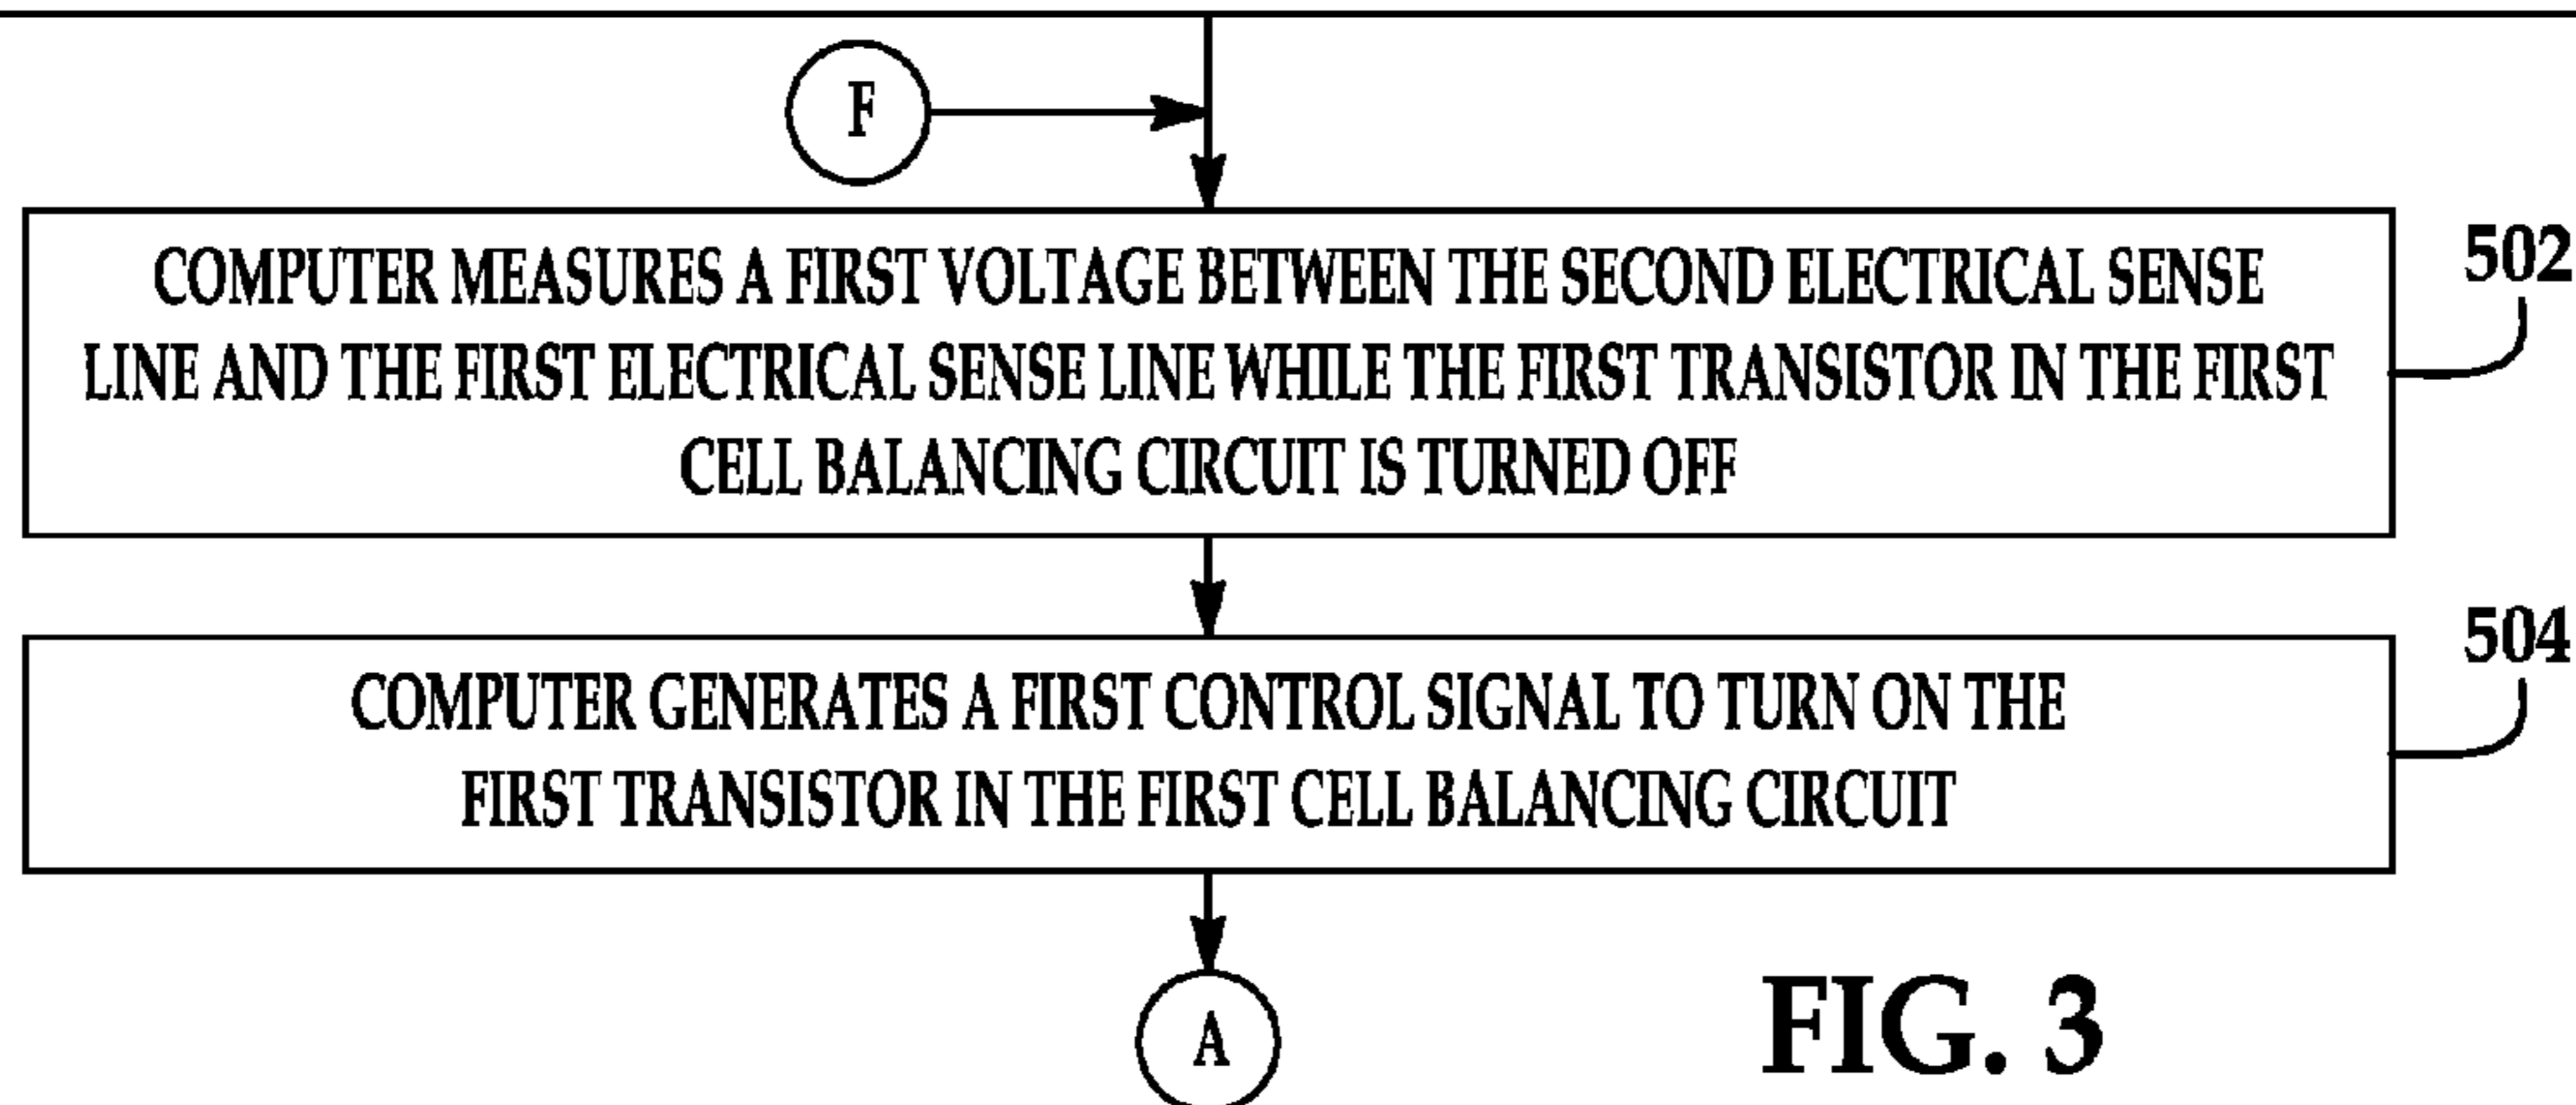 F
COMPUTER MEASURES A FIRST VOLTAGE BETWEEN THE SECOND ELECTRICAL SENSE
LINE AND THE FIRST ELECTRICAL SENSE LINE WHILE THE FIRST TRANSISTOR IN THE FIRST
CELL BALANCING CIRCUIT IS TURNED OFF
502
COMPUTER GENERATES A FIRST CONTROL SIGNAL TO TURN ON THE
FIRST TRANSISTOR IN THE FIRST CELL BALANCING CIRCUIT
504
A
FIG. 3